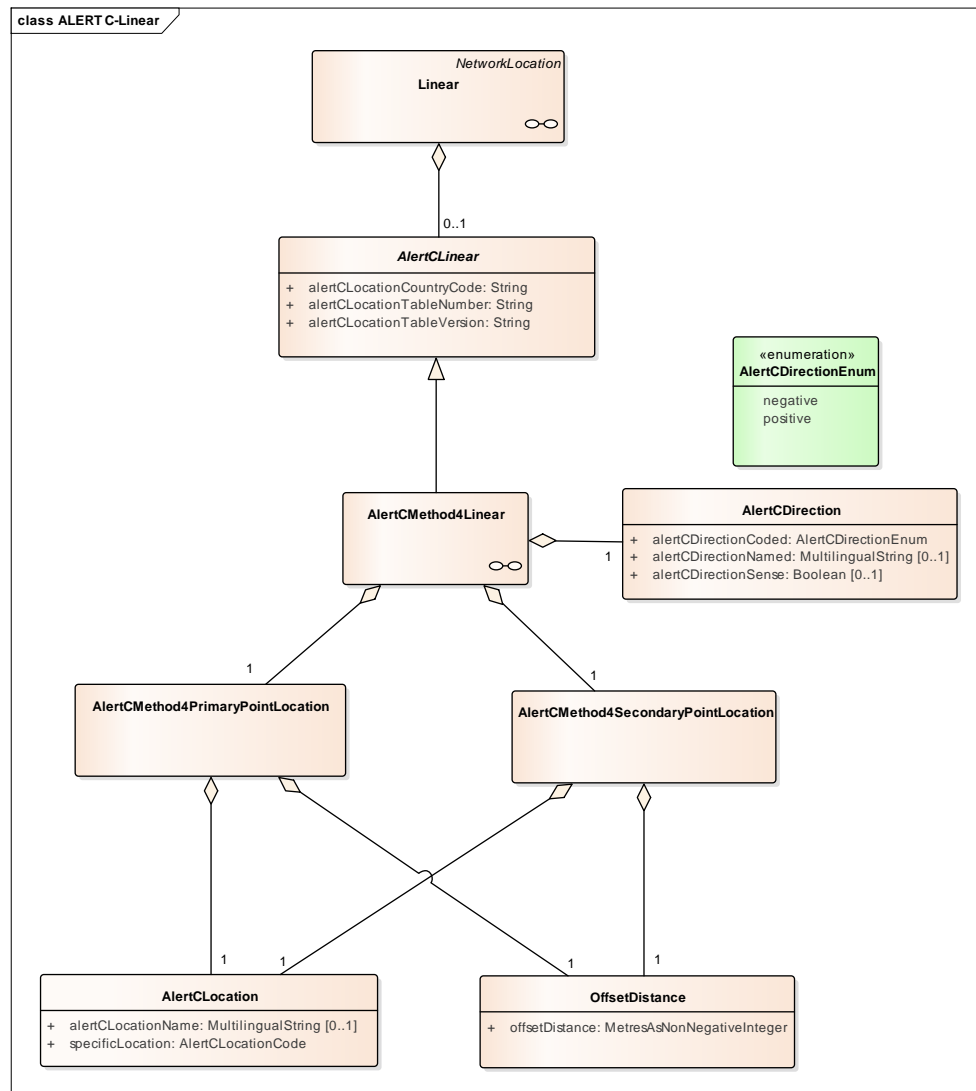 class ALERT C-Linear
NetworkLocation
Linear
0..1
AlertCLinear
+ alertCLocationCountryCode: String
+ alertCLocationTableNumber: String
+ alertCLocationTableVersion: String
«enumeration»
AlertCDirectionEnum
negative
positive
AlertCMethod4Linear
1
AlertCDirection
+ alertCDirectionCoded: AlertCDirectionEnum
+ alertCDirectionNamed: MultilingualString [0..1]
+ alertCDirectionSense: Boolean [0..1]
1
1
AlertCMethod4PrimaryPointLocation
AlertCMethod4SecondaryPointLocation
1
1
1
1
AlertCLocation
+ alertCLocationName: MultilingualString [0..1]
+ specificLocation: AlertCLocationCode
OffsetDistance
+ offsetDistance: MetresAsNonNegativeInteger